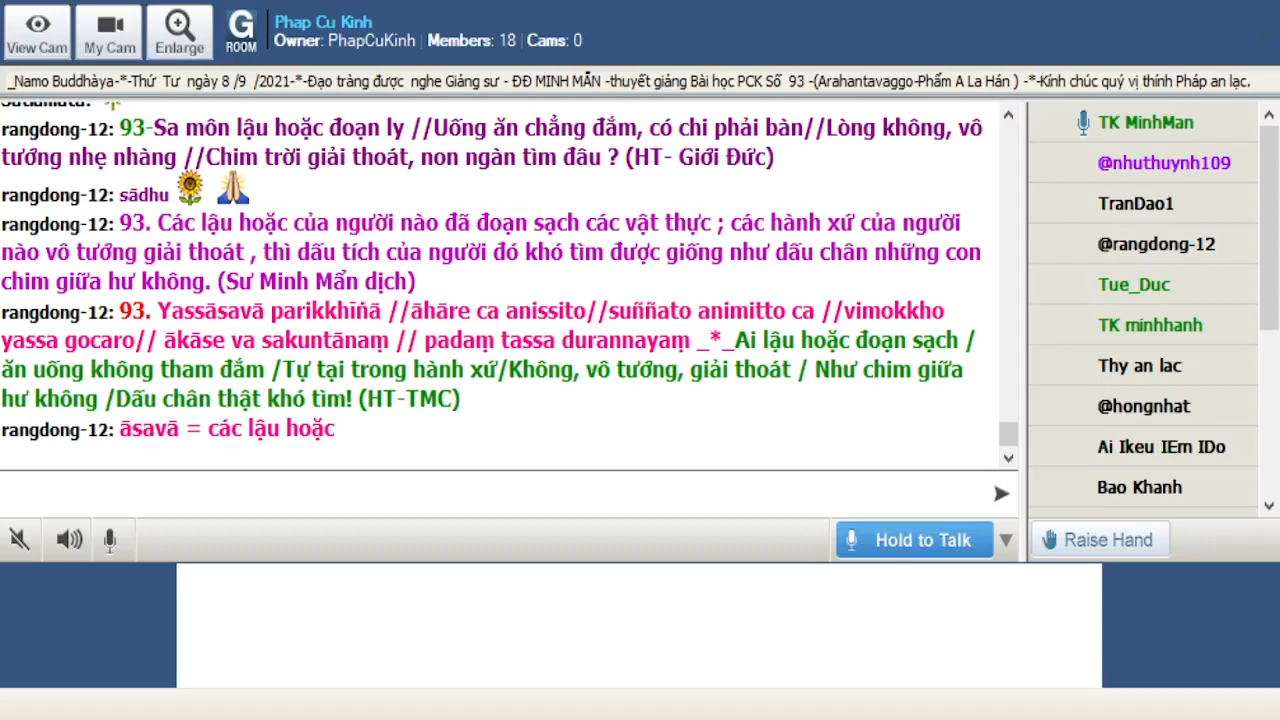 View Cam
My Cam
Enlarge
G
ROOM
Phap Cu Kinh
Owner: PhapCuKinh | Members: 18 | Cams: 0
_Namo Buddhàya-*-Thứ Tư ngày 8 /9 /2021-*-Đạo tràng được nghe Giảng sư - ĐĐ MINH MẪN -thuyết giảng Bài học PCK Số 93 -(Arahantavaggo-Phẩm A La Hán ) -*-Kính chúc quý vị thính Pháp an lạc.
rangdong-12: 93-Sa môn lậu hoặc đoạn ly //Uống ăn chẳng đắm, có chi phải bàn//Lòng không, vô
tướng nhẹ nhàng //Chim trời giải thoát, non ngàn tìm đâu ? (HT- Giới Đức)
rangdong-12: sādhu
rangdong-12: 93. Các lậu hoặc của người nào đã đoạn sạch các vật thực ; các hành xứ của người
nào vô tướng giải thoát , thì dấu tích của người đó khó tìm được giống như dấu chân những con
chim giữa hư không. (Sư Minh Mẩn dịch)
rangdong-12: 93. Yassāsavā parikkhīṅā //āhāre ca anissito//suññato animitto ca //vimokkho
yassa gocaro// ākāse va sakuntānaṃ // padaṃ tassa durannayaṃ _*_Ai lậu hoặc đoạn sạch /
ăn uống không tham đắm /Tự tại trong hành xứ/Không, vô tướng, giải thoát / Như chim giữa
hư không /Dấu chân thật khó tìm! (HT-TMC)
rangdong-12: āsavā = các lậu hoặc
TK MinhMan
@nhuthuynh109
TranDao1
@rangdong-12
Tue_Duc
TK minhhanh
Thy an lac
@hongnhat
Ai Ikeu IEm IDo
Bao Khanh
Hold to Talk
Raise Hand